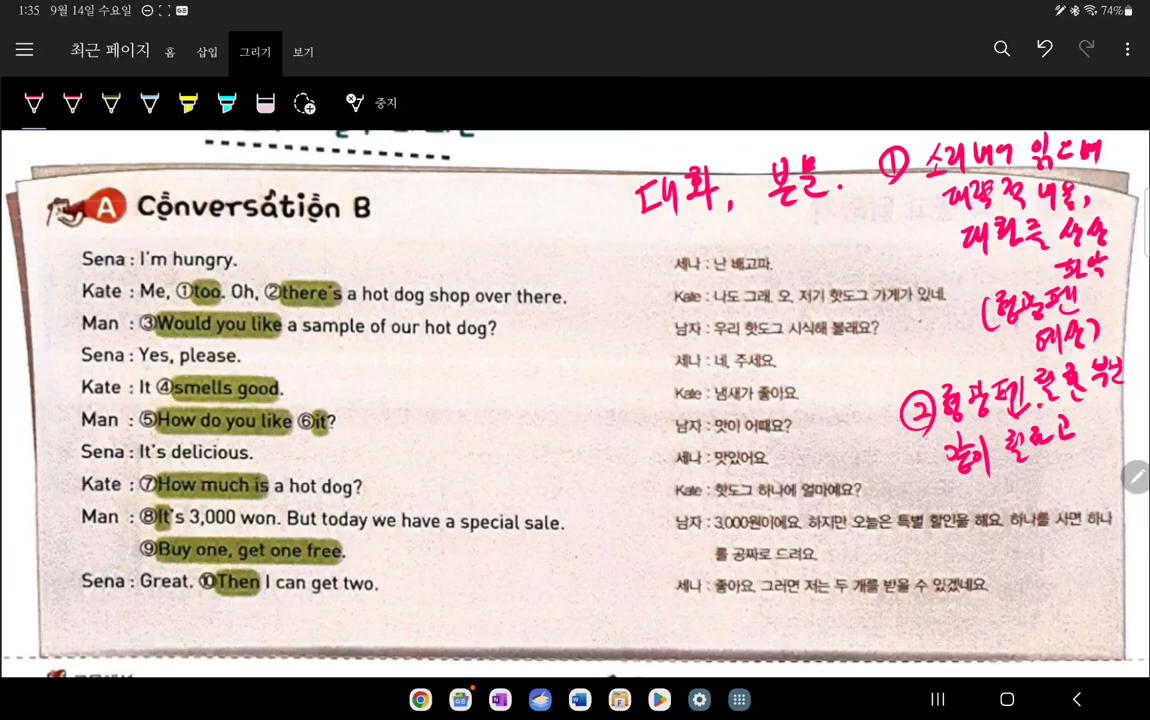 1:35 9월 14일 수요일 74%
최근 페이지 홈 삽입 그리기 보기
중지
A Conversation B
Sena : I'm hungry.
Kate : Me, ①too. Oh, ②there's a hot dog shop over there.
Man : ③Would you like a sample of our hot dog?
Sena : Yes, please.
Kate : It ④smells good.
Man : ⑤How do you like ⑥it?
Sena : It's delicious.
Kate : ⑦How much is a hot dog?
Man : ⑧It's 3,000 won. But today we have a special sale.
⑨Buy one, get one free.
Sena : Great. ⑩Then I can get two.
세나 : 난 배고파.
Kate : 나도 그래. 오, 저기 핫도그 가게가 있네.
남자 : 우리 핫도그 시식해 볼래요?
세나 : 네, 주세요.
Kate : 냄새가 좋아요.
남자 : 맛이 어때요?
세나 : 맛있어요.
Kate : 핫도그 하나에 얼마예요?
남자 : 3,000원이에요. 하지만 오늘은 특별 할인을 해요. 하나를 사면 하나
를 공짜로 드려요.
세나 : 좋아요. 그러면 저는 두 개를 받을 수 있겠네요.
대화, 본문.
① 소리내어 읽으며
대략적 내용,
대화를
파악
(형광펜
예상)
② 형광펜 부분
같이